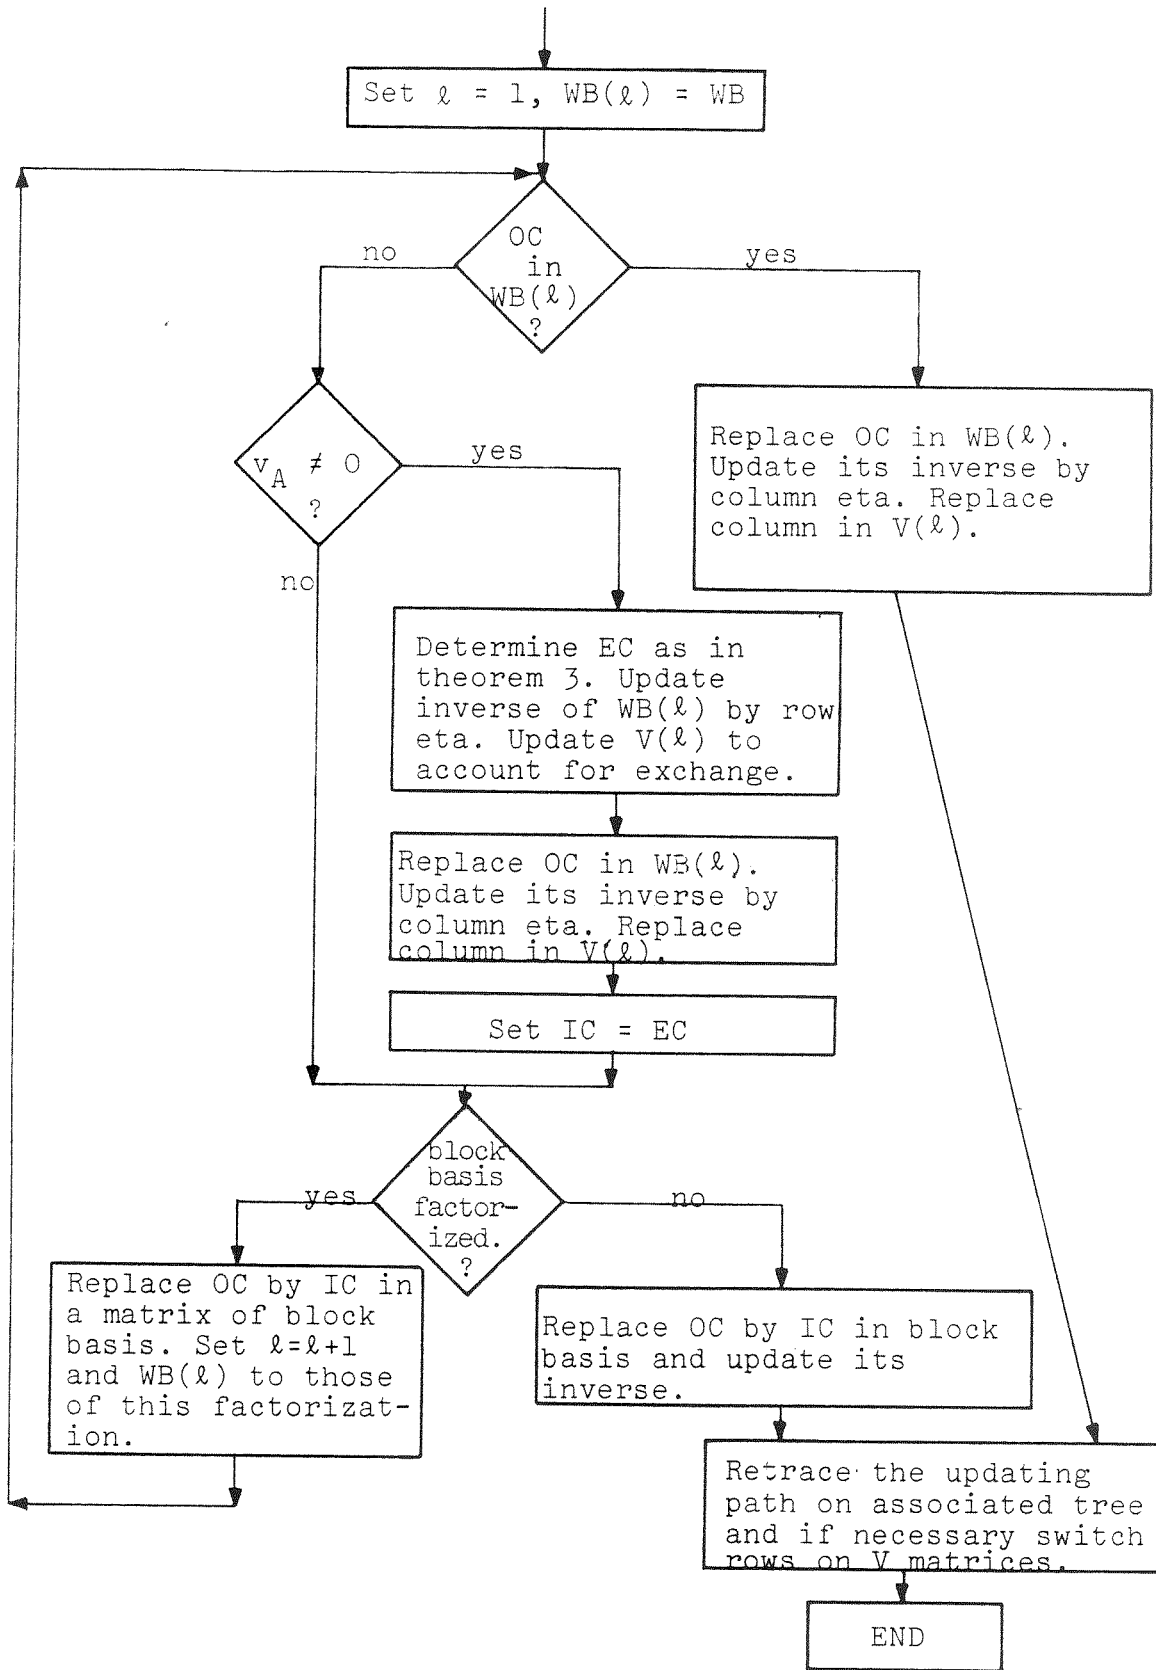 Set ℓ = 1, WB(ℓ) = WB
OC
in
WB(ℓ)
?
no
yes
v_A ≠ 0
?
yes
no
Replace OC in WB(ℓ).
Update its inverse by
column eta. Replace
column in V(ℓ).
Determine EC as in
theorem 3. Update
inverse of WB(ℓ) by row
eta. Update V(ℓ) to
account for exchange.
Replace OC in WB(ℓ).
Update its inverse by
column eta. Replace
column in V(ℓ).
Set IC = EC
block
basis
factor-
ized.
?
yes
no
Replace OC by IC in
a matrix of block
basis. Set ℓ=ℓ+1
and WB(ℓ) to those
of this factorizat-
ion.
Replace OC by IC in block
basis and update its
inverse.
Retrace the updating
path on associated tree
and if necessary switch
rows on V matrices.
END